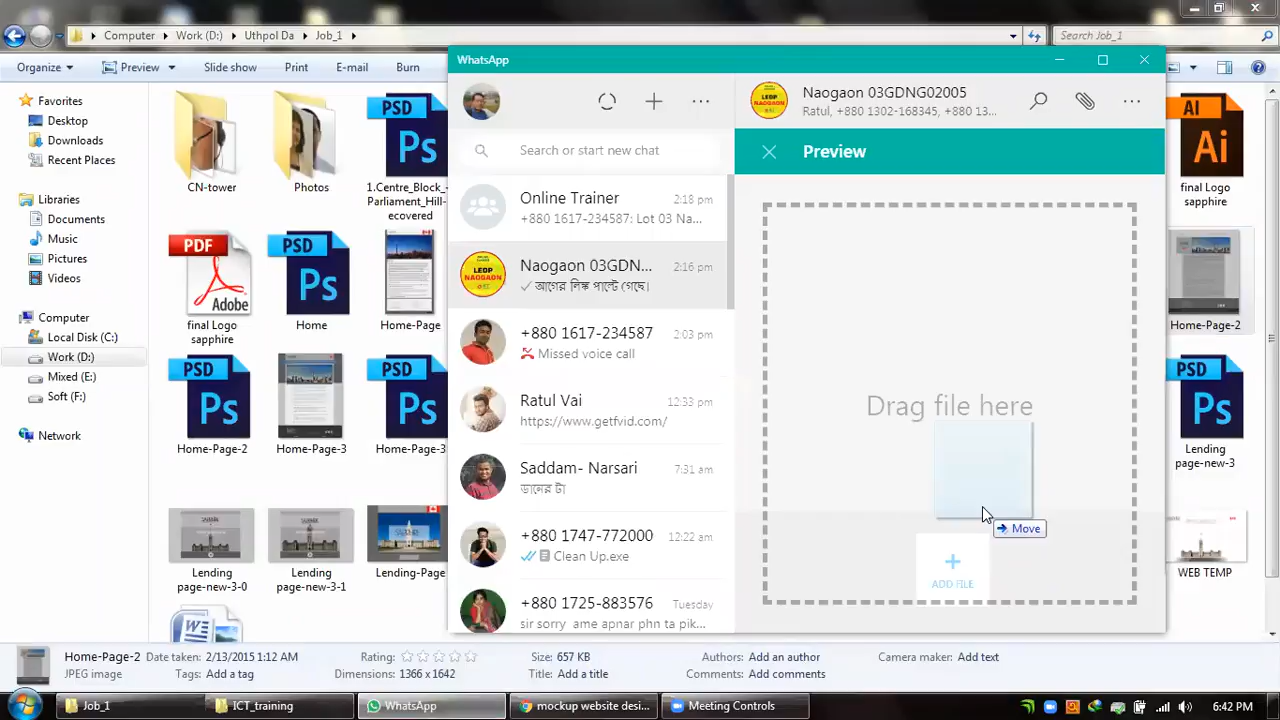 Computer Work (D:) Uthpol Da Job_1
Search Job_1
Organize Preview Slide show Print E-mail Burn
Favorites
Desktop
Downloads
Recent Places
Libraries
Documents
Music
Pictures
Videos
Computer
Local Disk (C:)
Work (D:)
Mixed (E:)
Soft (F:)
Network
CN-tower
Photos
PSD
Ps
1.Centre_Block_-
Parliament_Hill-
ecovered
PDF
Adobe
final Logo
sapphire
PSD
Ps
Home
Home-Page
PSD
Ps
Home-Page-2
Home-Page-3
PSD
Ps
Home-Page-3
Lending
page-new-3-0
Lending
page-new-3-1
Lending-Page
AI
Ai
final Logo
sapphire
Home-Page-2
PSD
Ps
Lending
page-new-3
WEB TEMP
WhatsApp
Search or start new chat
Online Trainer 2:18 pm
+880 1617-234587: Lot 03 Na...
LEDP
NAOGAON
Naogaon 03GDN... 2:16 pm
আগের লিঙ্ক পাল্টে গেছে।
+880 1617-234587 2:03 pm
Missed voice call
Ratul Vai 12:33 pm
https://www.getfvid.com/
Saddam- Narsari 7:31 am
ডানের টা
+880 1747-772000 12:22 am
Clean Up.exe
+880 1725-883576 Tuesday
sir sorry ame apnar phn ta pik...
LEDP
NAOGAON
Naogaon 03GDNG02005
Ratul, +880 1302-168345, +880 13...
Preview
Drag file here
Move
ADD FILE
Home-Page-2 Date taken: 2/13/2015 1:12 AM Rating: Size: 657 KB Authors: Add an author Camera maker: Add text
JPEG image Tags: Add a tag Dimensions: 1366 x 1642 Title: Add a title Comments: Add comments
Job_1 ICT_training WhatsApp mockup website desi... Meeting Controls 6:42 PM